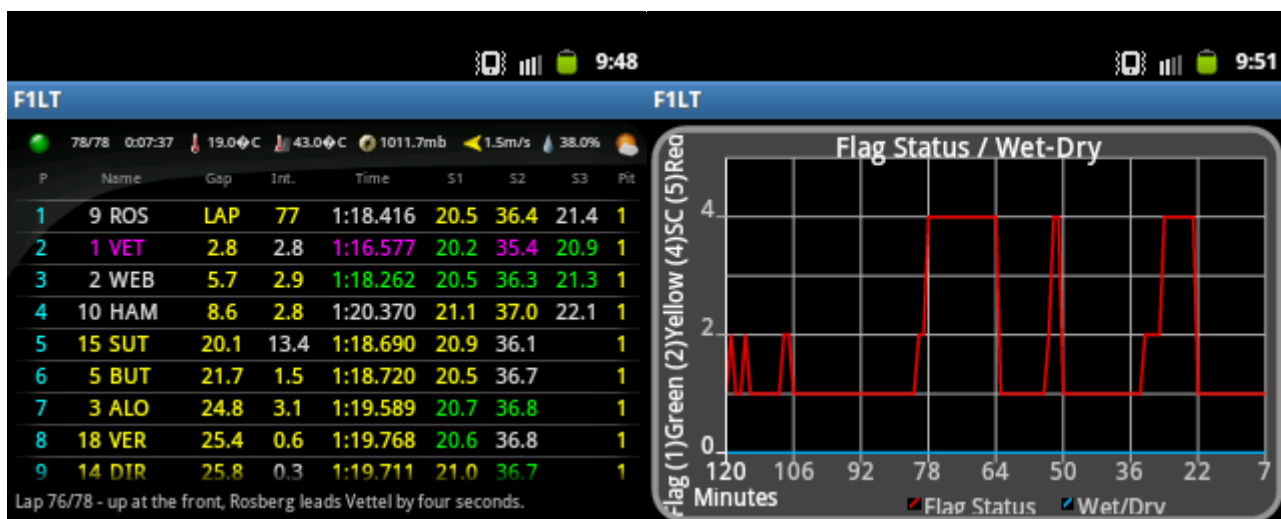 9:48
F1LT
78/78 0:07:37 19.0�C 43.0�C 1011.7mb 1.5m/s 38.0%
P Name Gap Int. Time S1 S2 S3 Pit
1 9 ROS LAP 77 1:18.416 20.5 36.4 21.4 1
2 1 VET 2.8 2.8 1:16.577 20.2 35.4 20.9 1
3 2 WEB 5.7 2.9 1:18.262 20.5 36.3 21.3 1
4 10 HAM 8.6 2.8 1:20.370 21.1 37.0 22.1 1
5 15 SUT 20.1 13.4 1:18.690 20.9 36.1 1
6 5 BUT 21.7 1.5 1:18.720 20.5 36.7 1
7 3 ALO 24.8 3.1 1:19.589 20.7 36.8 1
8 18 VER 25.4 0.6 1:19.768 20.6 36.8 1
9 14 DIR 25.8 0.3 1:19.711 21.0 36.7 1
Lap 76/78 - up at the front, Rosberg leads Vettel by four seconds.
9:51
F1LT
Flag Status / Wet-Dry
Flag (1)Green (2)Yellow (4)SC (5)Red
4
2
0
120 106 92 78 64 50 36 22 7
Minutes
Flag Status Wet/Dry